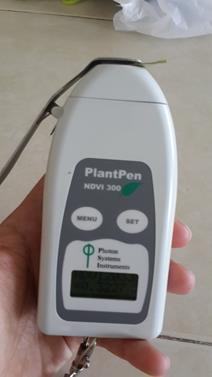 PlantPen
NDVI 300
MENU
SET
Photon
Systems
Instruments